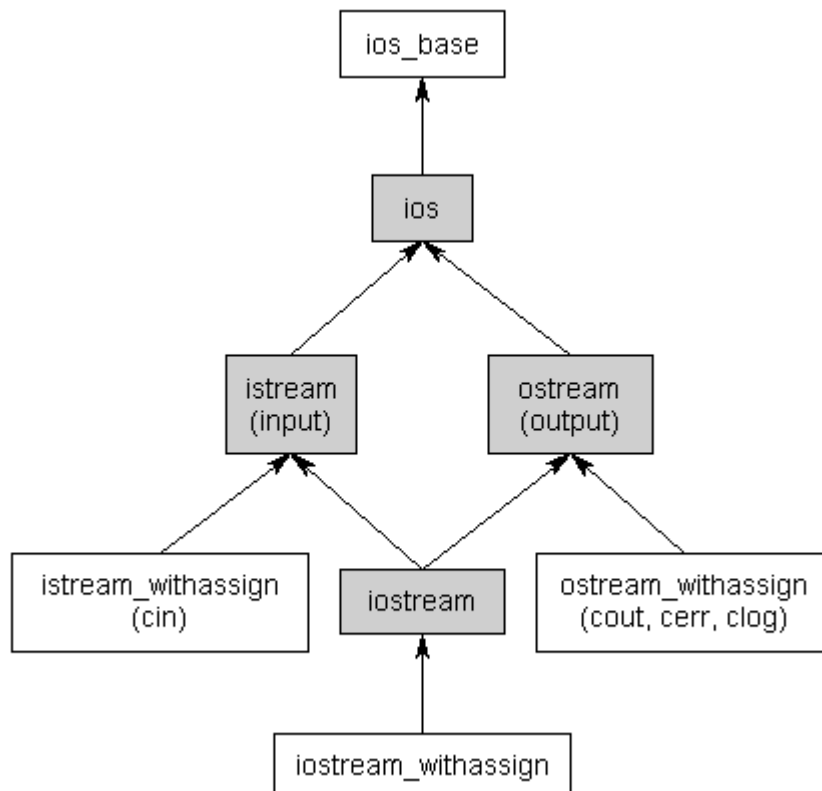 ios_base
ios
istream
(input)
ostream
(output)
istream_withassign
(cin)
iostream
ostream_withassign
(cout, cerr, clog)
iostream_withassign